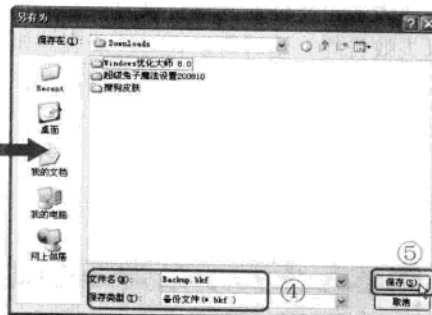 另存为
保存在(I):
Downloads
Windows优化大师 8.0
超级兔子魔法设置200810
搜狗皮肤
Recent
桌面
我的文档
我的电脑
网上邻居
⑤
文件名(N):
Backup.bkf
④
保存(S)
保存类型(T):
备份文件(*.bkf)
取消